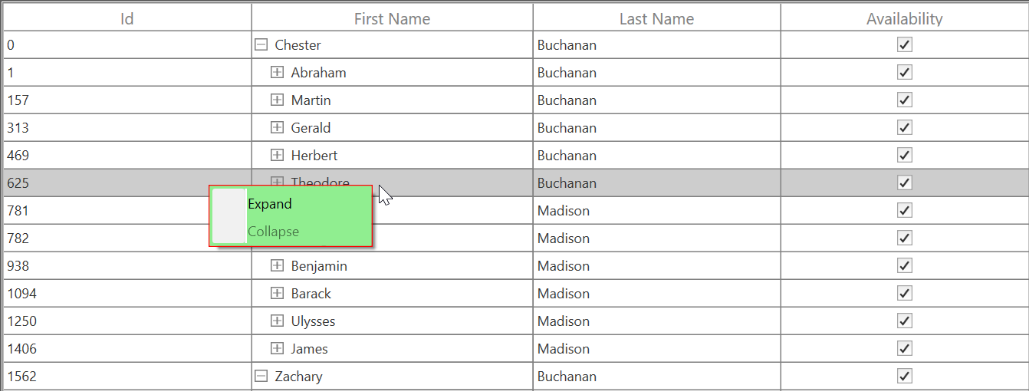 Id First Name Last Name Availability
0 Chester Buchanan
1 Abraham Buchanan
157 Martin Buchanan
313 Gerald Buchanan
469 Herbert Buchanan
625 Theodore Buchanan
Expand
781 Madison
Collapse
782 Madison
938 Benjamin Madison
1094 Barack Madison
1250 Ulysses Madison
1406 James Madison
1562 Zachary Buchanan